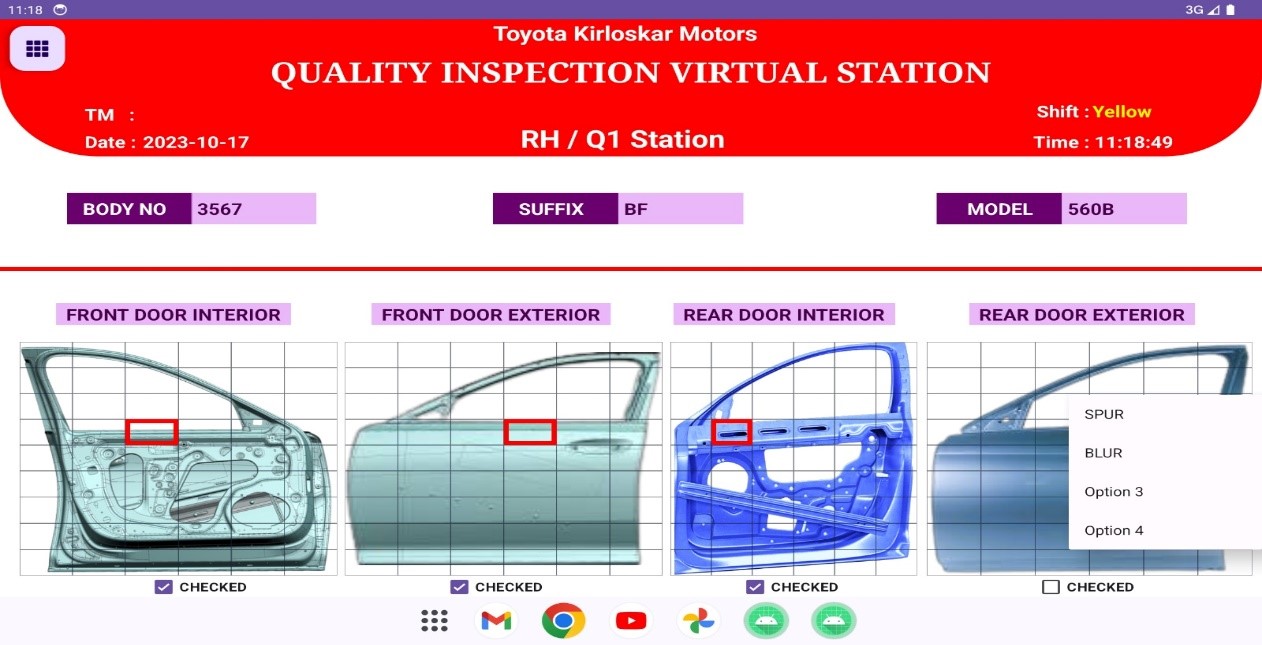 11:18
3G
Toyota Kirloskar Motors
QUALITY INSPECTION VIRTUAL STATION
TM :
Shift : Yellow
Date : 2023-10-17
RH / Q1 Station
Time : 11:18:49
BODY NO 3567
SUFFIX BF
MODEL 560B
FRONT DOOR INTERIOR
FRONT DOOR EXTERIOR
REAR DOOR INTERIOR
REAR DOOR EXTERIOR
SPUR
BLUR
Option 3
Option 4
CHECKED
CHECKED
CHECKED
CHECKED